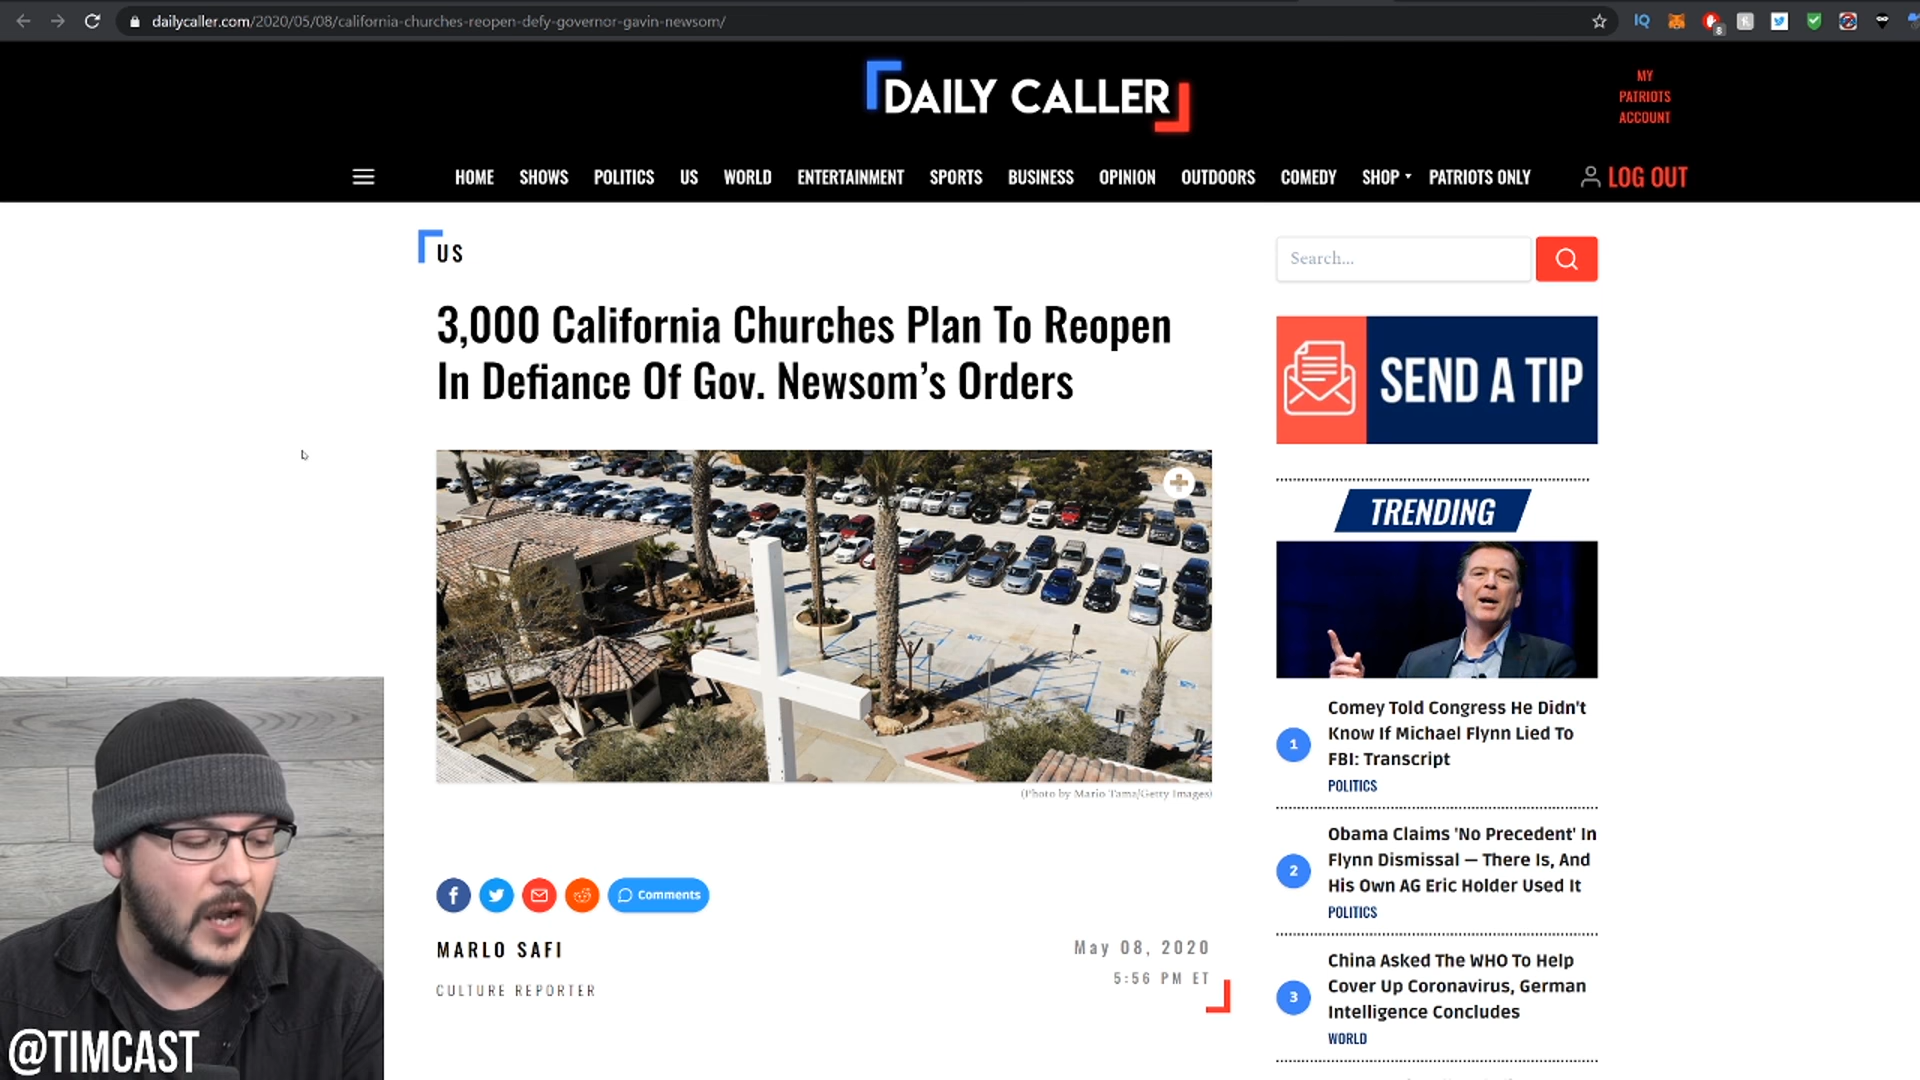 dailycaller.com/2020/05/08/california-churches-reopen-defy-governor-gavin-newsom/
IQ
8
DAILY CALLER
MY
PATRIOTS
ACCOUNT
HOME SHOWS POLITICS US WORLD ENTERTAINMENT SPORTS BUSINESS OPINION OUTDOORS COMEDY SHOP PATRIOTS ONLY LOG OUT
US
Search...
3,000 California Churches Plan To Reopen
In Defiance Of Gov. Newsom's Orders
SEND A TIP
TRENDING
(Photo by Mario Tama/Getty Images)
Comments
MARLO SAFI
CULTURE REPORTER
May 08, 2020
5:56 PM ET
1
Comey Told Congress He Didn't
Know If Michael Flynn Lied To
FBI: Transcript
POLITICS
2
Obama Claims 'No Precedent' In
Flynn Dismissal — There Is, And
His Own AG Eric Holder Used It
POLITICS
3
China Asked The WHO To Help
Cover Up Coronavirus, German
Intelligence Concludes
WORLD
@TIMCAST